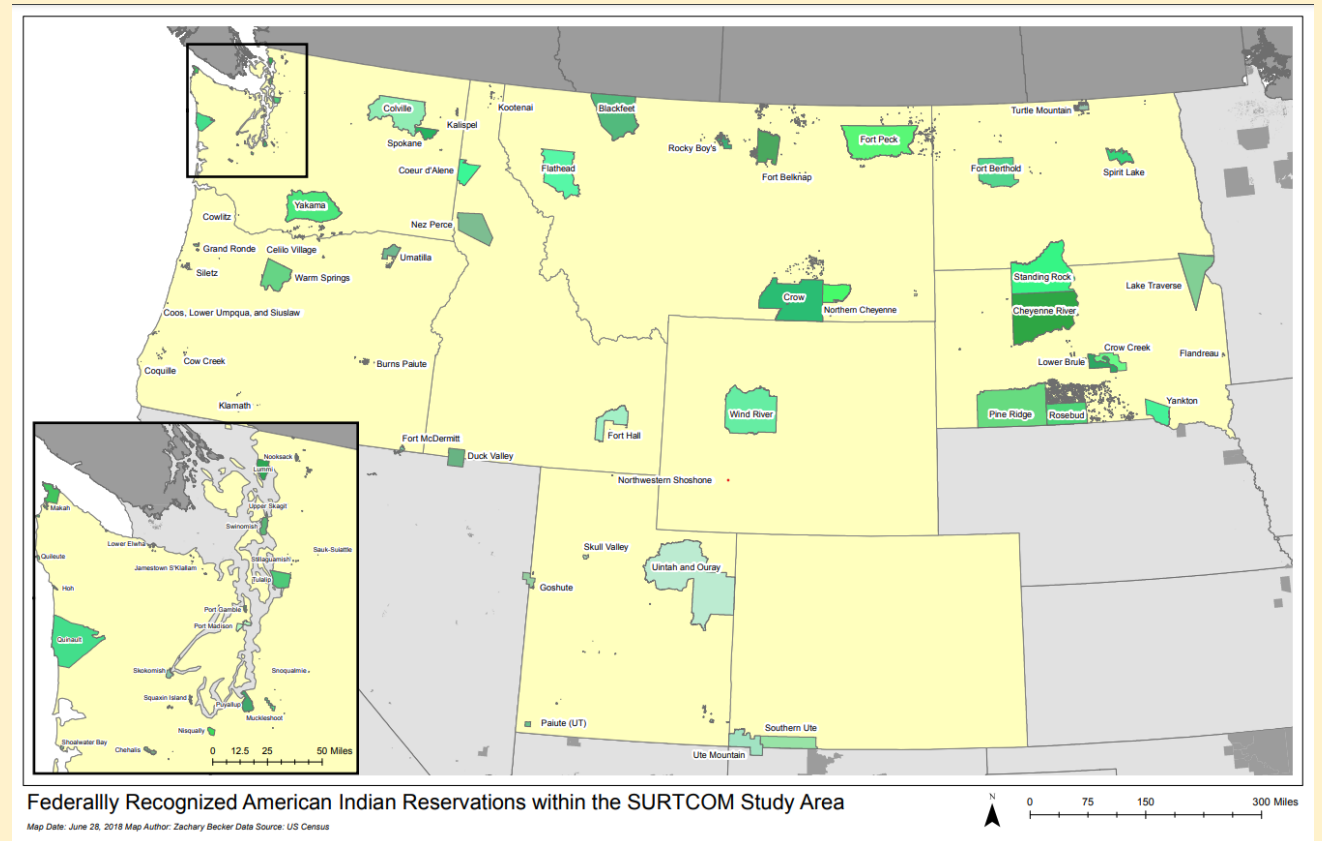 Colville
Kalispel
Spokane
Kootenai
Blackfeet
Rocky Boy's
Fort Belknap
Fort Peck
Turtle Mountain
Fort Berthold
Spirit Lake
Coeur d'Alene
Flathead
Yakama
Nez Perce
Cowlitz
Grand Ronde
Celilo Village
Umatilla
Siletz
Warm Springs
Standing Rock
Lake Traverse
Crow
Northern Cheyenne
Cheyenne River
Coos, Lower Umpqua, and Siuslaw
Cow Creek
Coquille
Burns Paiute
Crow Creek
Flandreau
Lower Brule
Klamath
Wind River
Pine Ridge
Rosebud
Yankton
Fort Hall
Fort McDermitt
Duck Valley
Northwestern Shoshone
Skull Valley
Uintah and Ouray
Goshute
Paiute (UT)
Southern Ute
Ute Mountain
Nooksack
Lummi
Makah
Upper Skagit
Swinomish
Lower Elwha
Sauk-Suiattle
Quileute
Stillaguamish
Jamestown S'Klallam
Tulalip
Hoh
Port Gamble
Port Madison
Quinault
Skokomish
Snoqualmie
Squaxin Island
Puyallup
Muckleshoot
Nisqually
Shoalwater Bay
Chehalis
0 12.5 25 50 Miles
Federallly Recognized American Indian Reservations within the SURTCOM Study Area
Map Date: June 28, 2018 Map Author: Zachary Becker Data Source: US Census
N
0 75 150 300 Miles